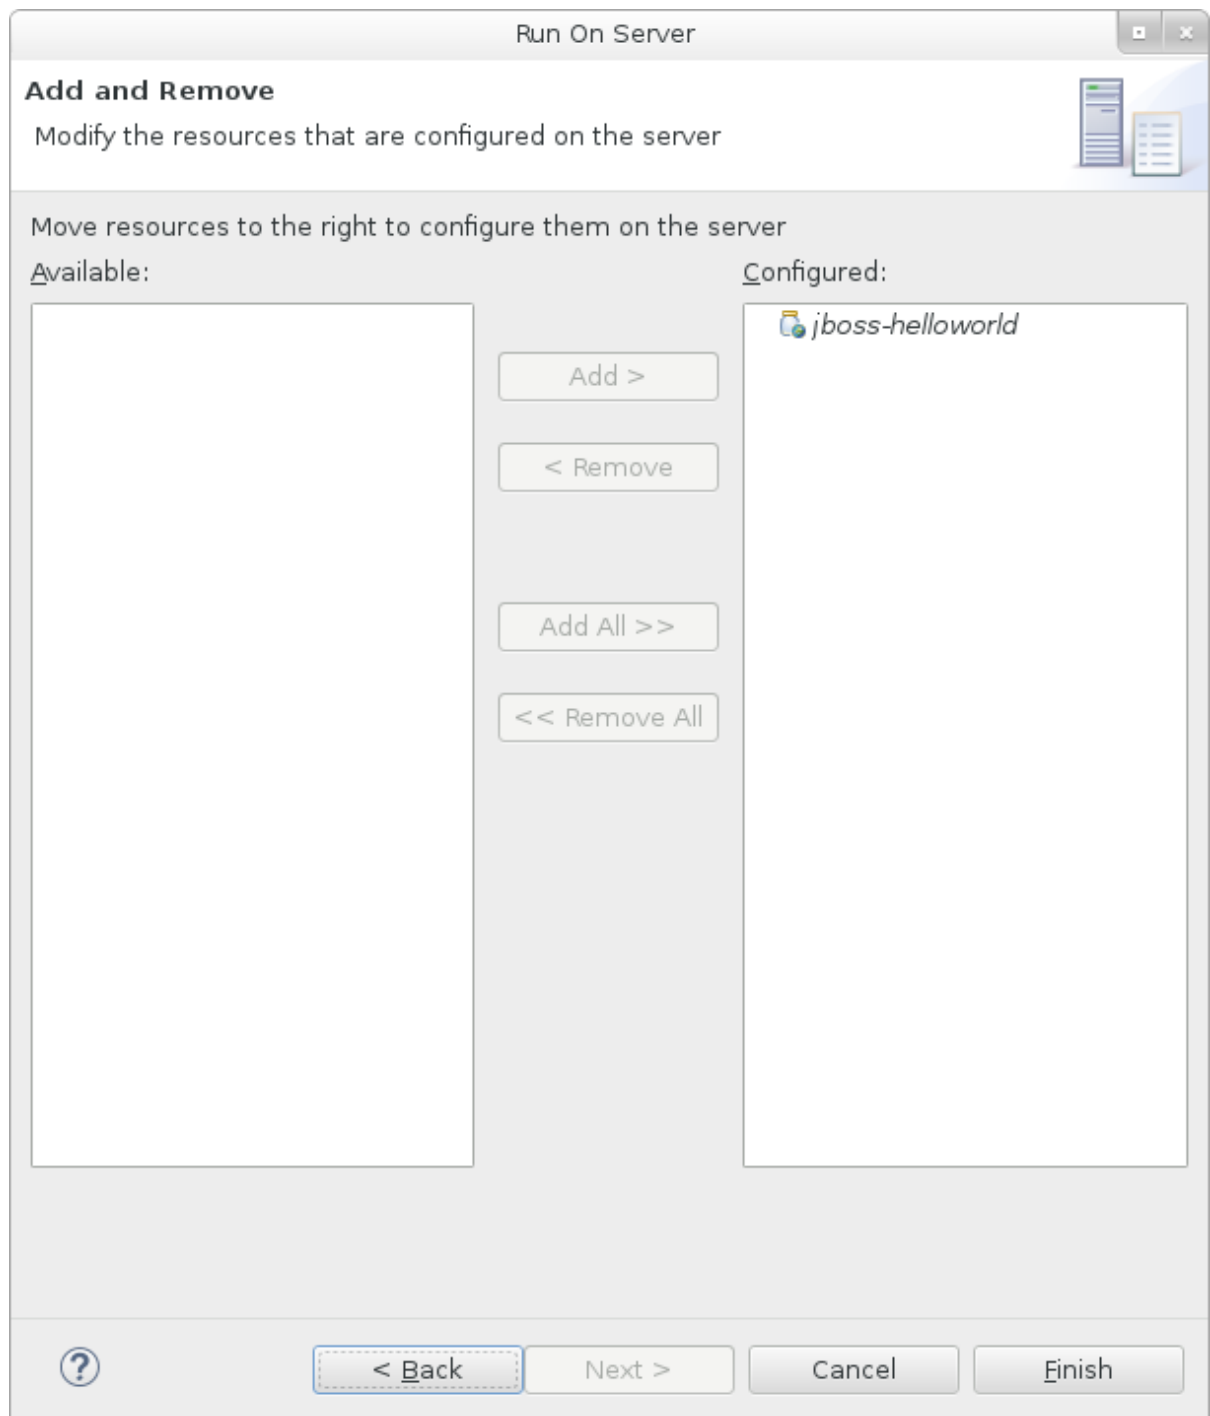 Run On Server
Add and Remove
Modify the resources that are configured on the server
Move resources to the right to configure them on the server
Available:
Configured:
jboss-helloworld
Add >
< Remove
Add All >>
<< Remove All
?
< Back
Next >
Cancel
Finish